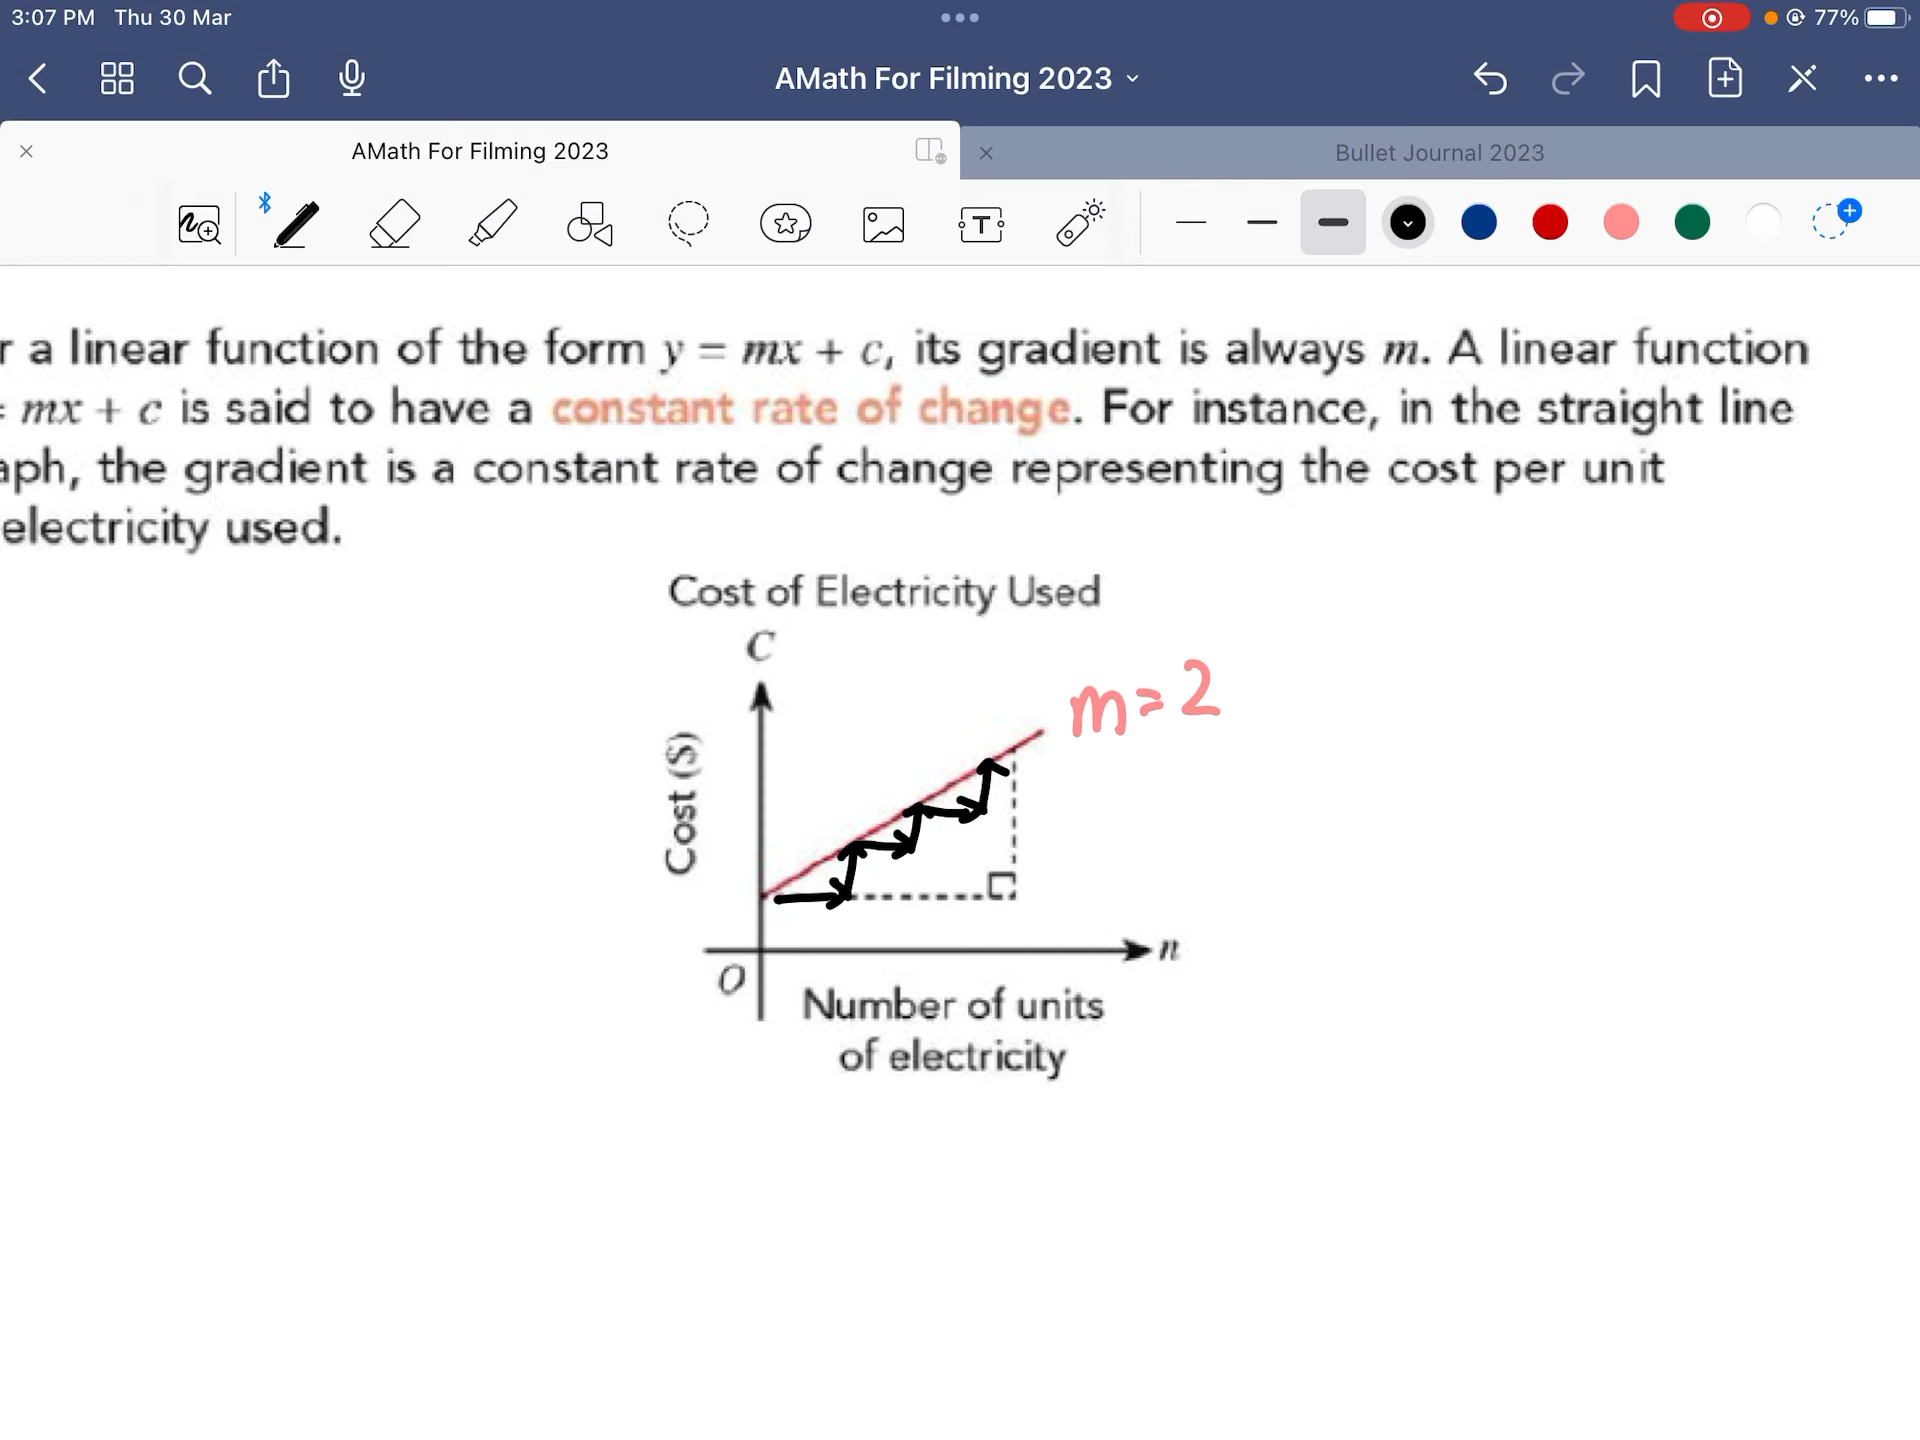 3:07 PM Thu 30 Mar
77%
AMath For Filming 2023
AMath For Filming 2023
Bullet Journal 2023
T
r a linear function of the form y = mx + c, its gradient is always m. A linear function
= mx + c is said to have a constant rate of change. For instance, in the straight line
aph, the gradient is a constant rate of change representing the cost per unit
electricity used.
Cost of Electricity Used
C
m=2
Cost ($)
n
O
Number of units
of electricity